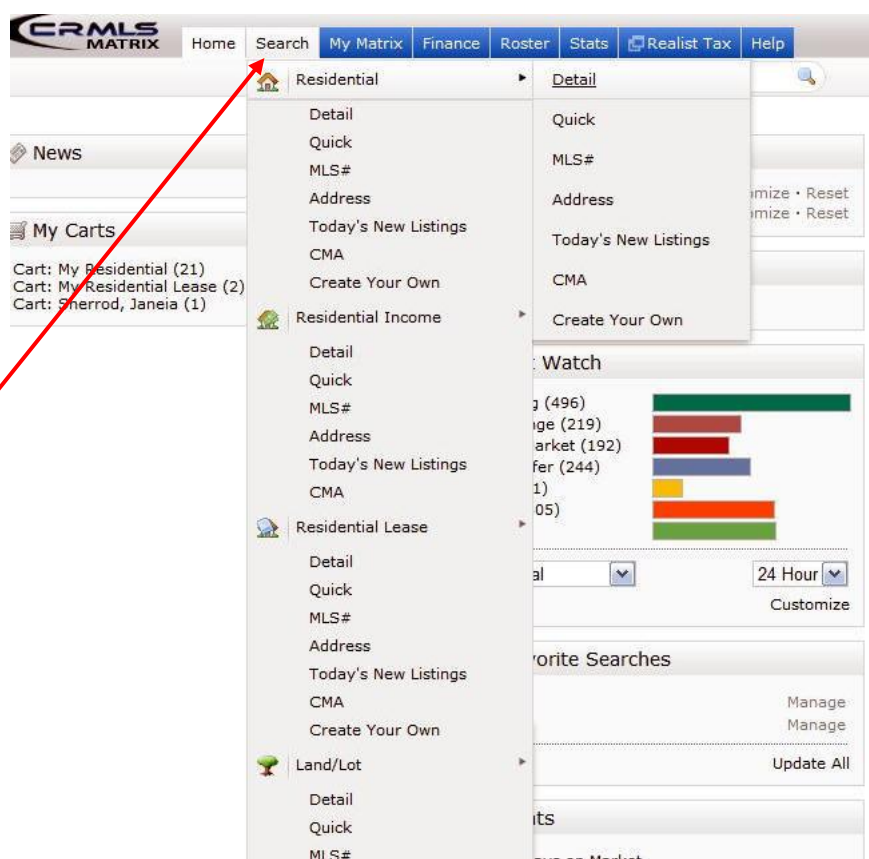 CRMLS
MATRIX
Home Search My Matrix Finance Roster Stats Realist Tax Help
Residential
Detail
Quick
MLS#
Address
Today's New Listings
CMA
Create Your Own
Residential Income
Detail
Quick
MLS#
Address
Today's New Listings
CMA
Residential Lease
Detail
Quick
MLS#
Address
Today's New Listings
CMA
Create Your Own
Land/Lot
Detail
Quick
MLS#
Detail
Quick
MLS#
Address
Today's New Listings
CMA
Create Your Own
News
My Carts
Cart: My Residential (21)
Cart: My Residential Lease (2)
Cart: Sherrod, Janeia (1)
Reset
Reset
Watch
(496)
(219)
(192)
(244)
24 Hour
Customize
Searches
Manage
Manage
Update All